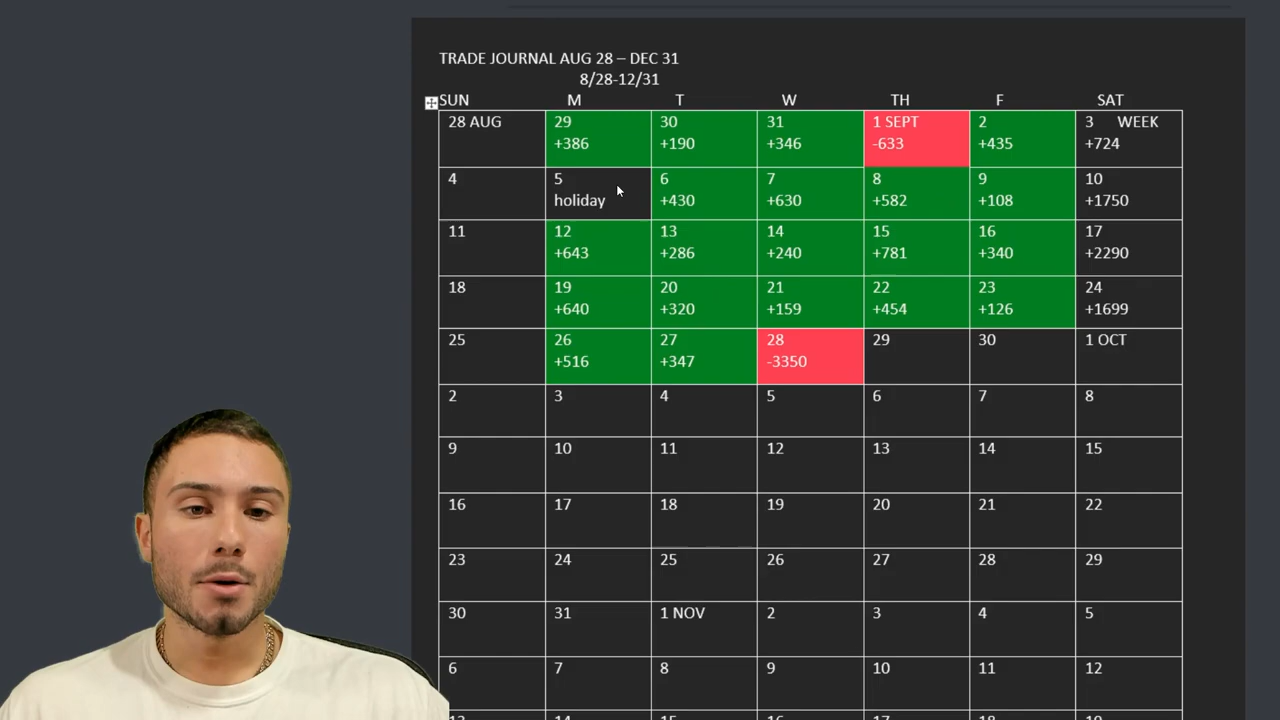 TRADE JOURNAL AUG 28 – DEC 31
8/28-12/31
SUN M T W TH F SAT
28 AUG 29 30 31 1 SEPT 2 3 WEEK
+386 +190 +346 -633 +435 +724
4 5 6 7 8 9 10
holiday +430 +630 +582 +108 +1750
11 12 13 14 15 16 17
+643 +286 +240 +781 +340 +2290
18 19 20 21 22 23 24
+640 +320 +159 +454 +126 +1699
25 26 27 28 29 30 1 OCT
+516 +347 -3350
2 3 4 5 6 7 8
9 10 11 12 13 14 15
16 17 18 19 20 21 22
23 24 25 26 27 28 29
30 31 1 NOV 2 3 4 5
6 7 8 9 10 11 12